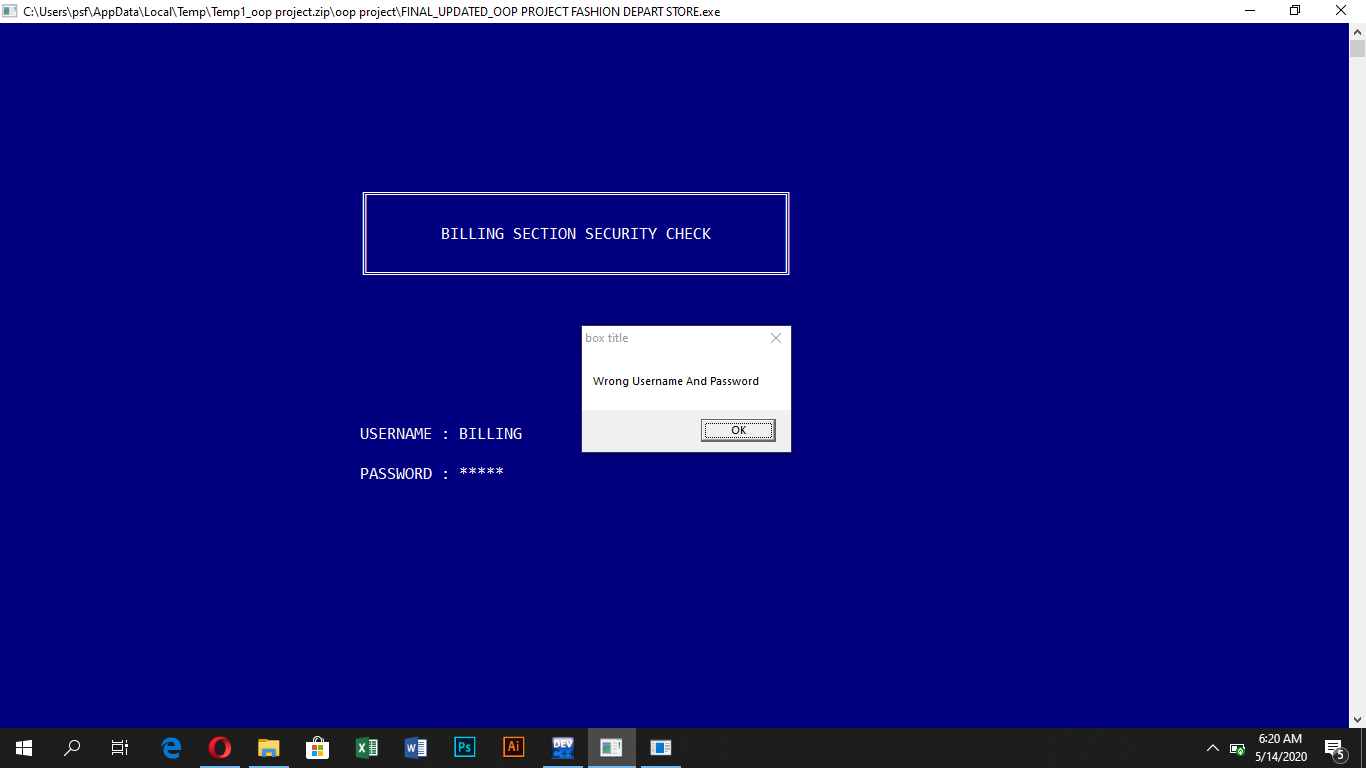 C:\Users\psf\AppData\Local\Temp\Temp1_oop project.zip\oop project\FINAL_UPDATED_OOP PROJECT FASHION DEPART STORE.exe
BILLING SECTION SECURITY CHECK
box title
Wrong Username And Password
OK
USERNAME : BILLING
PASSWORD : *****
Ps
Ai
DEV
6:20 AM
5/14/2020
5